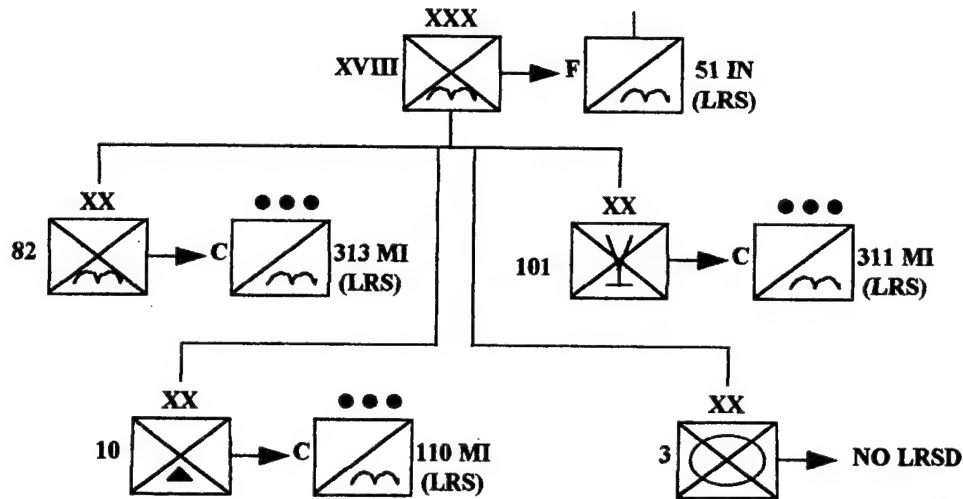 XXX
XVIII
F
51 IN
(LRS)
XX
82
C
313 MI
(LRS)
XX
101
C
311 MI
(LRS)
XX
10
C
110 MI
(LRS)
XX
3
NO LRSD